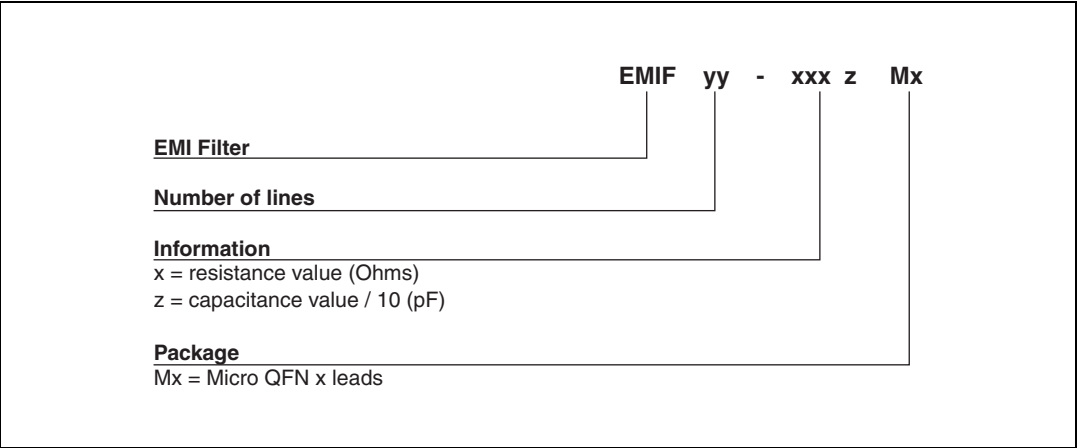 EMIF yy - xxx z Mx
EMI Filter
Number of lines
Information
x = resistance value (Ohms)
z = capacitance value / 10 (pF)
Package
Mx = Micro QFN x leads